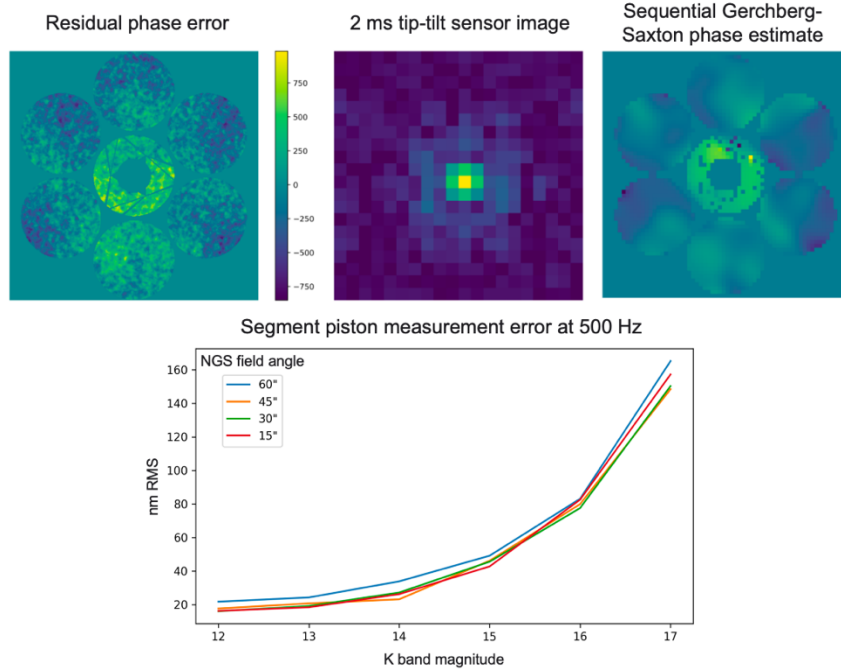 Residual phase error
2 ms tip-tilt sensor image
Sequential Gerchberg-
Saxton phase estimate
750
500
250
0
−250
−500
−750
Segment piston measurement error at 500 Hz
NGS field angle
60"
45"
30"
15"
nm RMS
160
140
120
100
80
60
40
20
12 13 14 15 16 17
K band magnitude